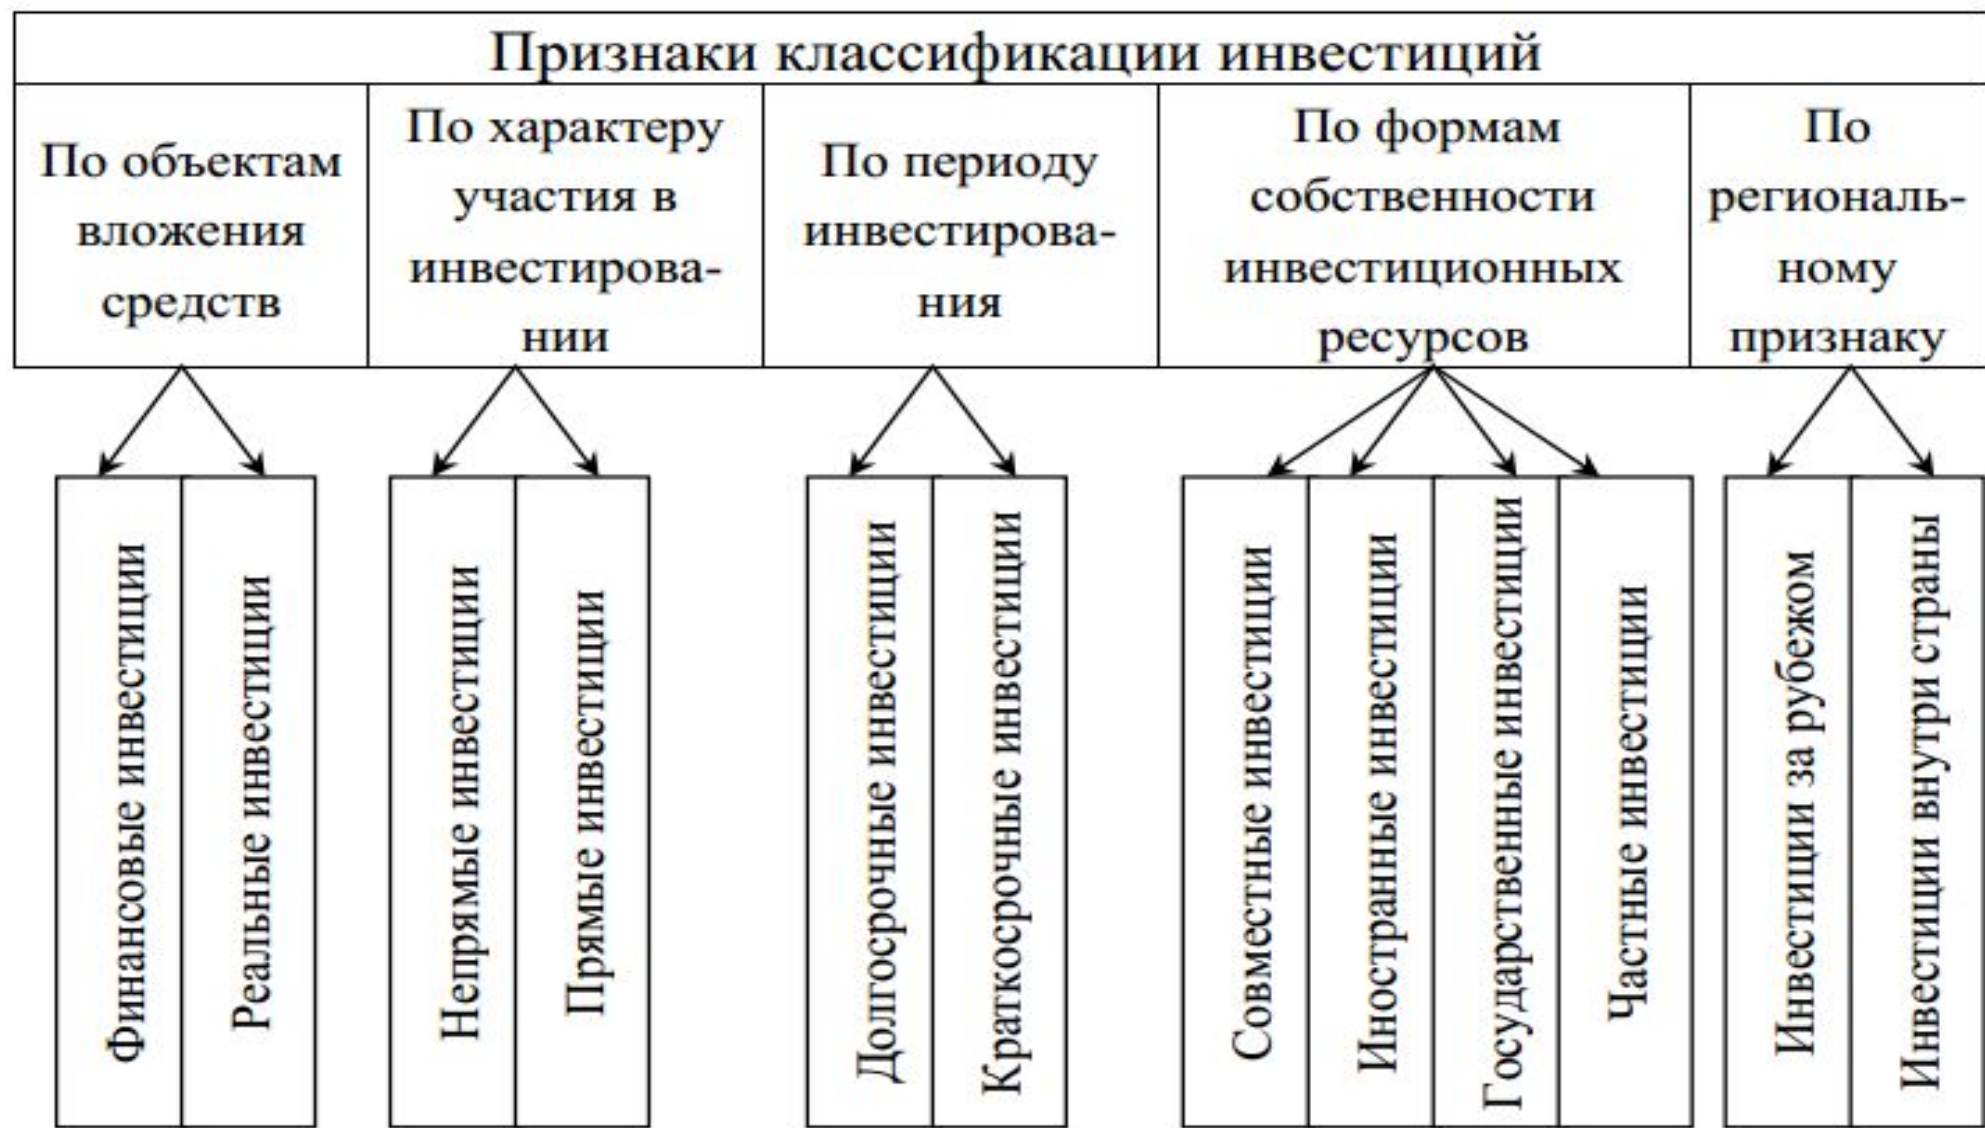 Признаки классификации инвестиций
По объектам
вложения
средств
По характеру
участия в
инвестирова-
нии
По периоду
инвестирова-
ния
По формам
собственности
инвестиционных
ресурсов
По
региональ-
ному
признаку
Финансовые инвестиции
Реальные инвестиции
Непрямые инвестиции
Прямые инвестиции
Долгосрочные инвестиции
Краткосрочные инвестиции
Совместные инвестиции
Иностранные инвестиции
Государственные инвестиции
Частные инвестиции
Инвестиции за рубежом
Инвестиции внутри страны